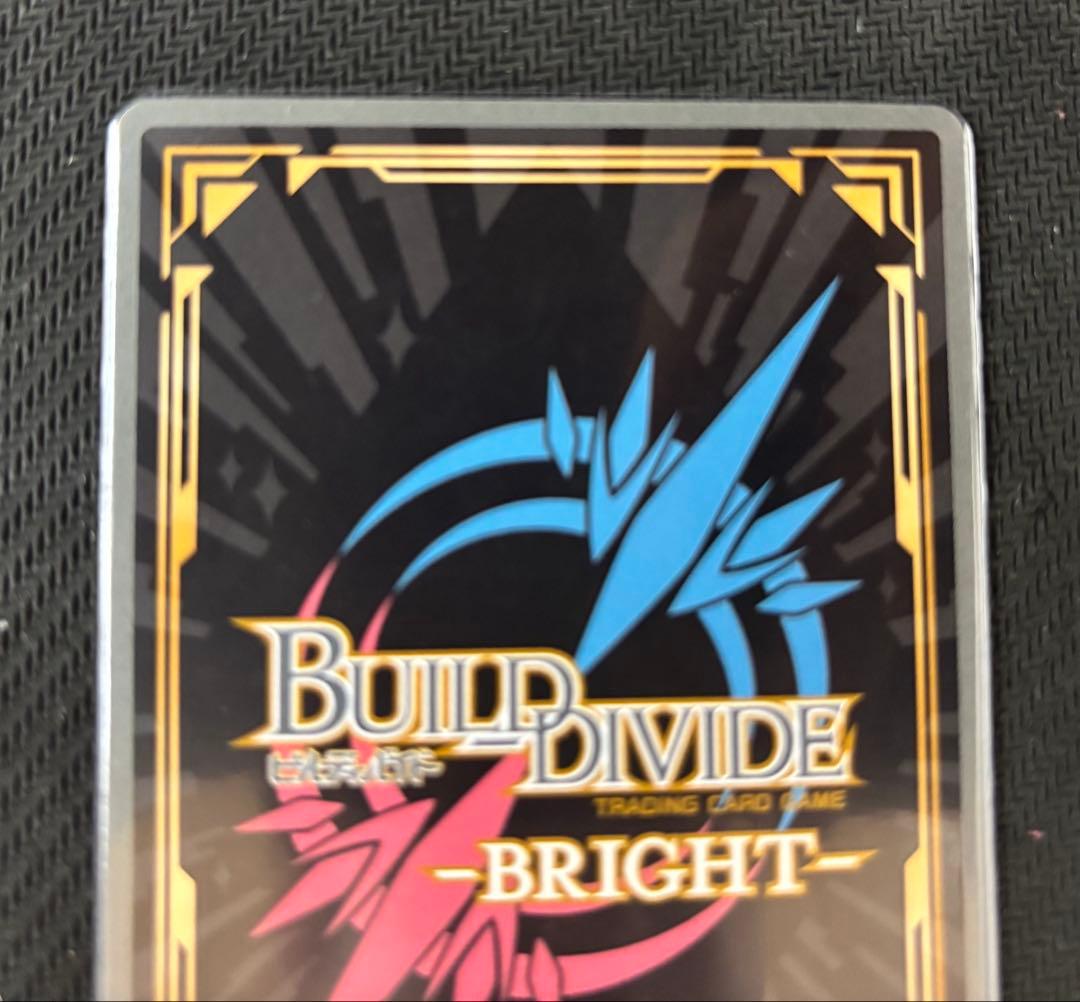 BUILD DIVIDE
ビルディバイド
TRADING CARD GAME
-BRIGHT-